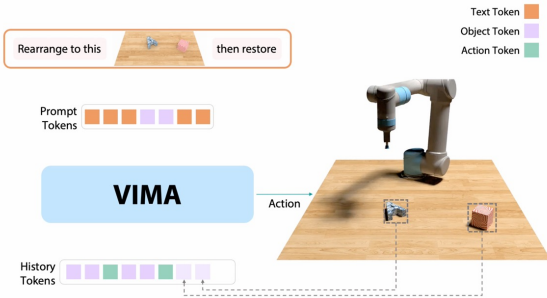 Text Token
Object Token
Action Token
Rearrange to this
then restore
Prompt
Tokens
VIMA
Action
History
Tokens